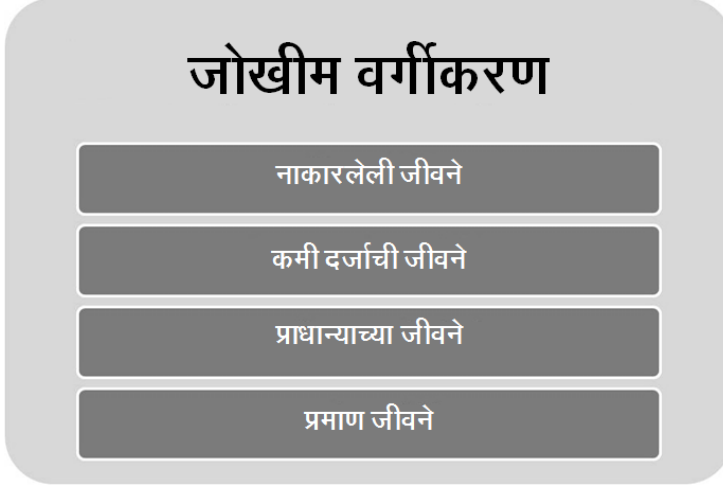 जोखीम वर्गीकरण
नाकारलेली जीवने
कमी दर्जाची जीवने
प्राधान्याच्या जीवने
प्रमाण जीवने